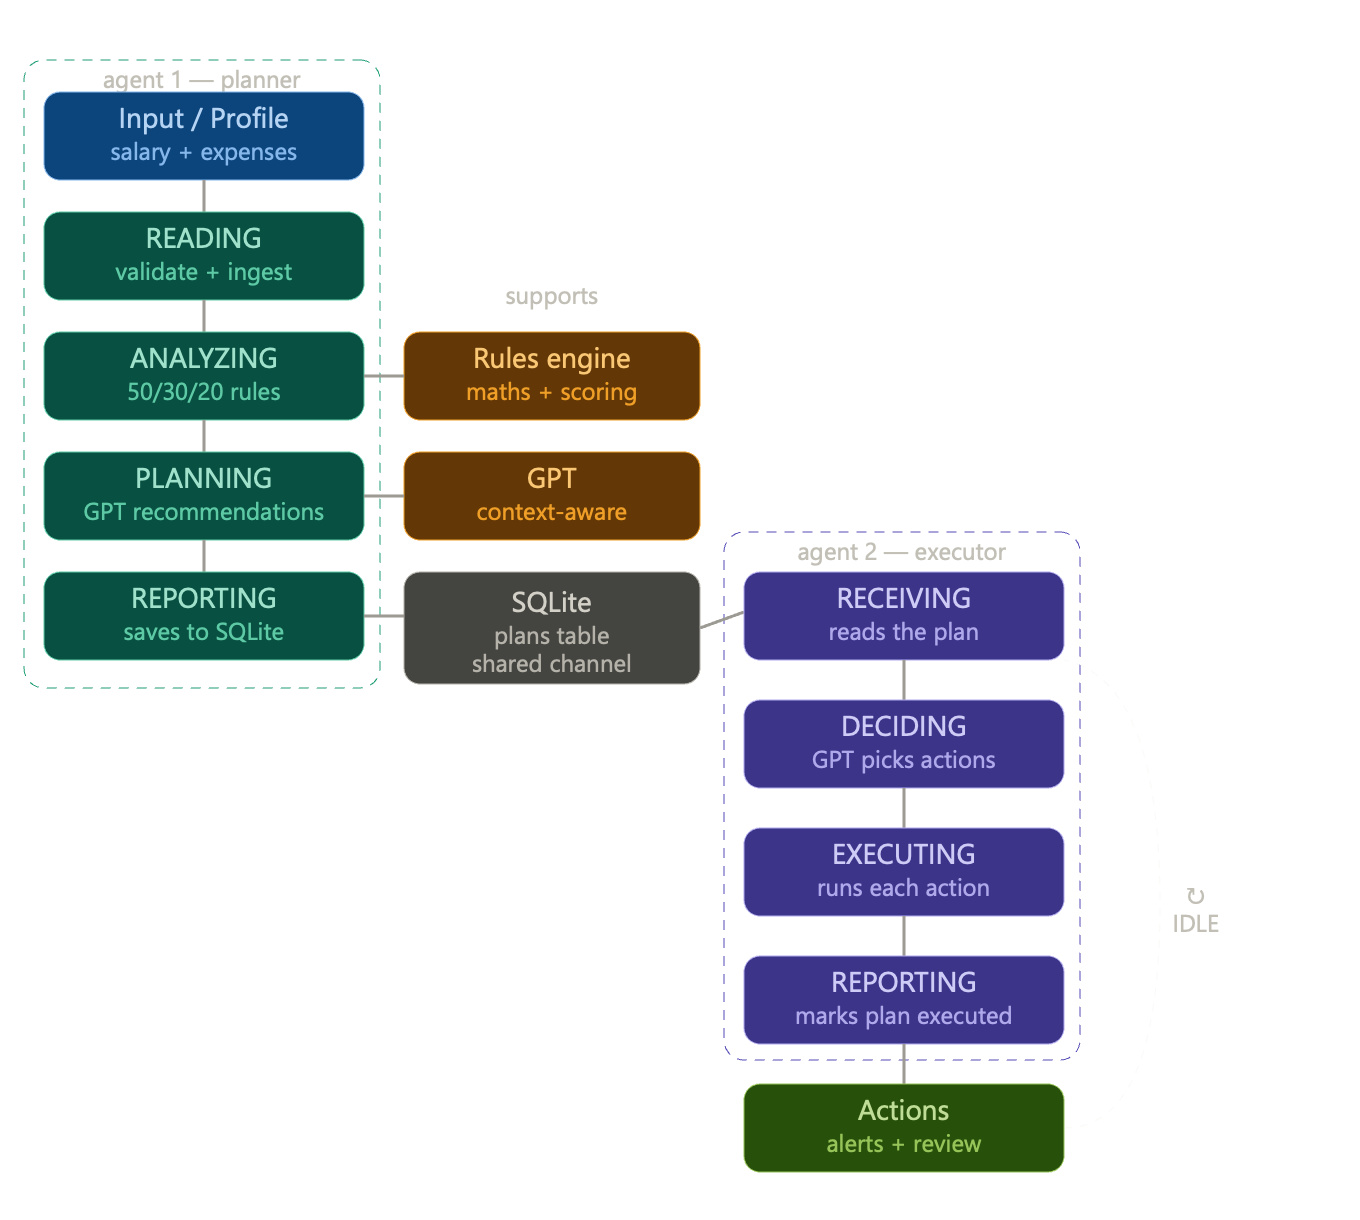 agent 1 — planner
Input / Profile
salary + expenses
READING
validate + ingest
ANALYZING
50/30/20 rules
PLANNING
GPT recommendations
REPORTING
saves to SQLite
supports
Rules engine
maths + scoring
GPT
context-aware
SQLite
plans table
shared channel
agent 2 — executor
RECEIVING
reads the plan
DECIDING
GPT picks actions
EXECUTING
runs each action
REPORTING
marks plan executed
Actions
alerts + review
↻
IDLE